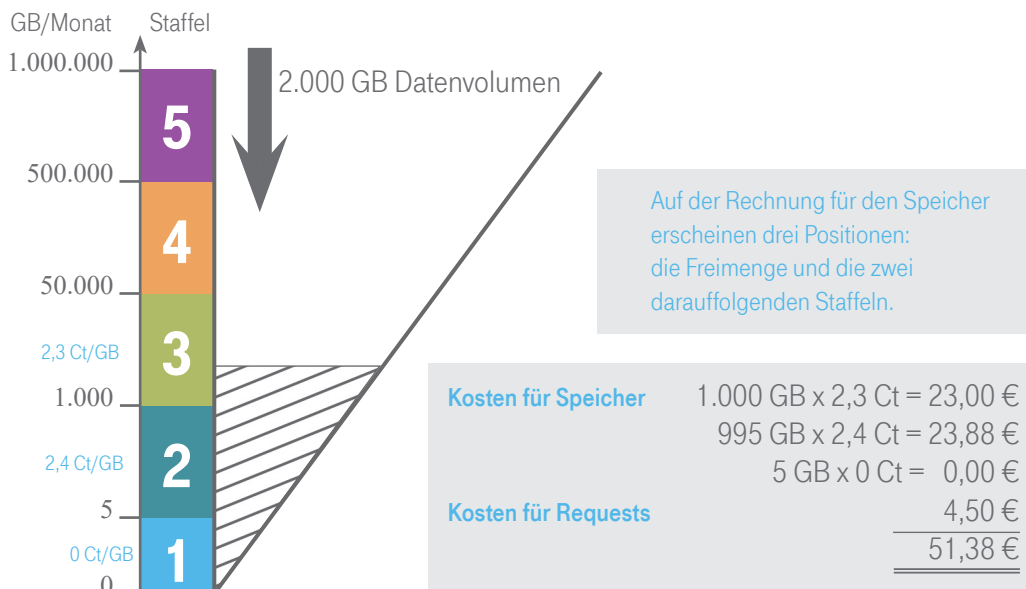 GB/Monat Staffel
1.000.000
2.000 GB Datenvolumen
5
500.000
4
50.000
3
2,3 Ct/GB
1.000
2
2,4 Ct/GB
5
1
0 Ct/GB
0
Auf der Rechnung für den Speicher
erscheinen drei Positionen:
die Freimenge und die zwei
darauffolgenden Staffeln.
Kosten für Speicher 1.000 GB x 2,3 Ct = 23,00 €
995 GB x 2,4 Ct = 23,88 €
5 GB x 0 Ct = 0,00 €
Kosten für Requests 4,50 €
51,38 €